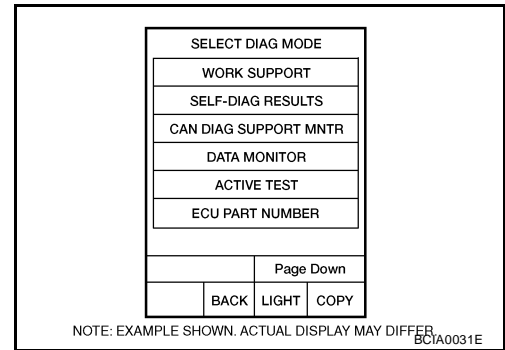 SELECT DIAG MODE
WORK SUPPORT
SELF-DIAG RESULTS
CAN DIAG SUPPORT MNTR
DATA MONITOR
ACTIVE TEST
ECU PART NUMBER
Page Down
BACK LIGHT COPY
NOTE: EXAMPLE SHOWN. ACTUAL DISPLAY MAY DIFFER.
BCIA0031E